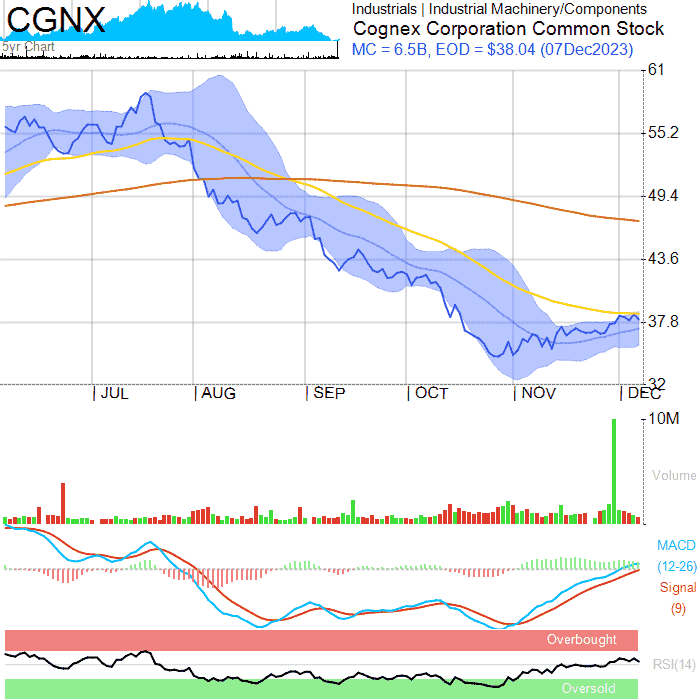 CGNX
Industrials | Industrial Machinery/Components
Cognex Corporation Common Stock
5yr Chart
MC = 6.5B, EOD = $38.04 (07Dec2023)
61
55.2
49.4
43.6
37.8
32
JUL
AUG
SEP
OCT
NOV
DEC
10M
Volume
MACD
(12-26)
Signal
(9)
Overbought
RSI(14)
Oversold